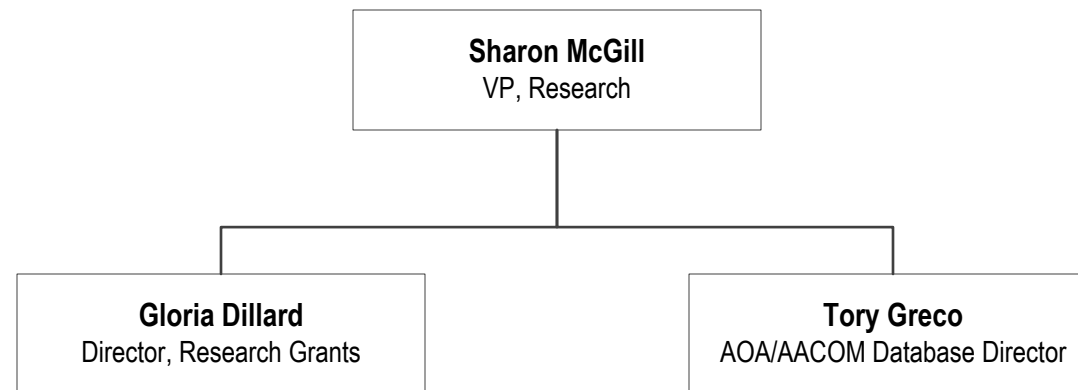 Sharon McGill
VP, Research
Gloria Dillard
Director, Research Grants
Tory Greco
AOA/AACOM Database Director